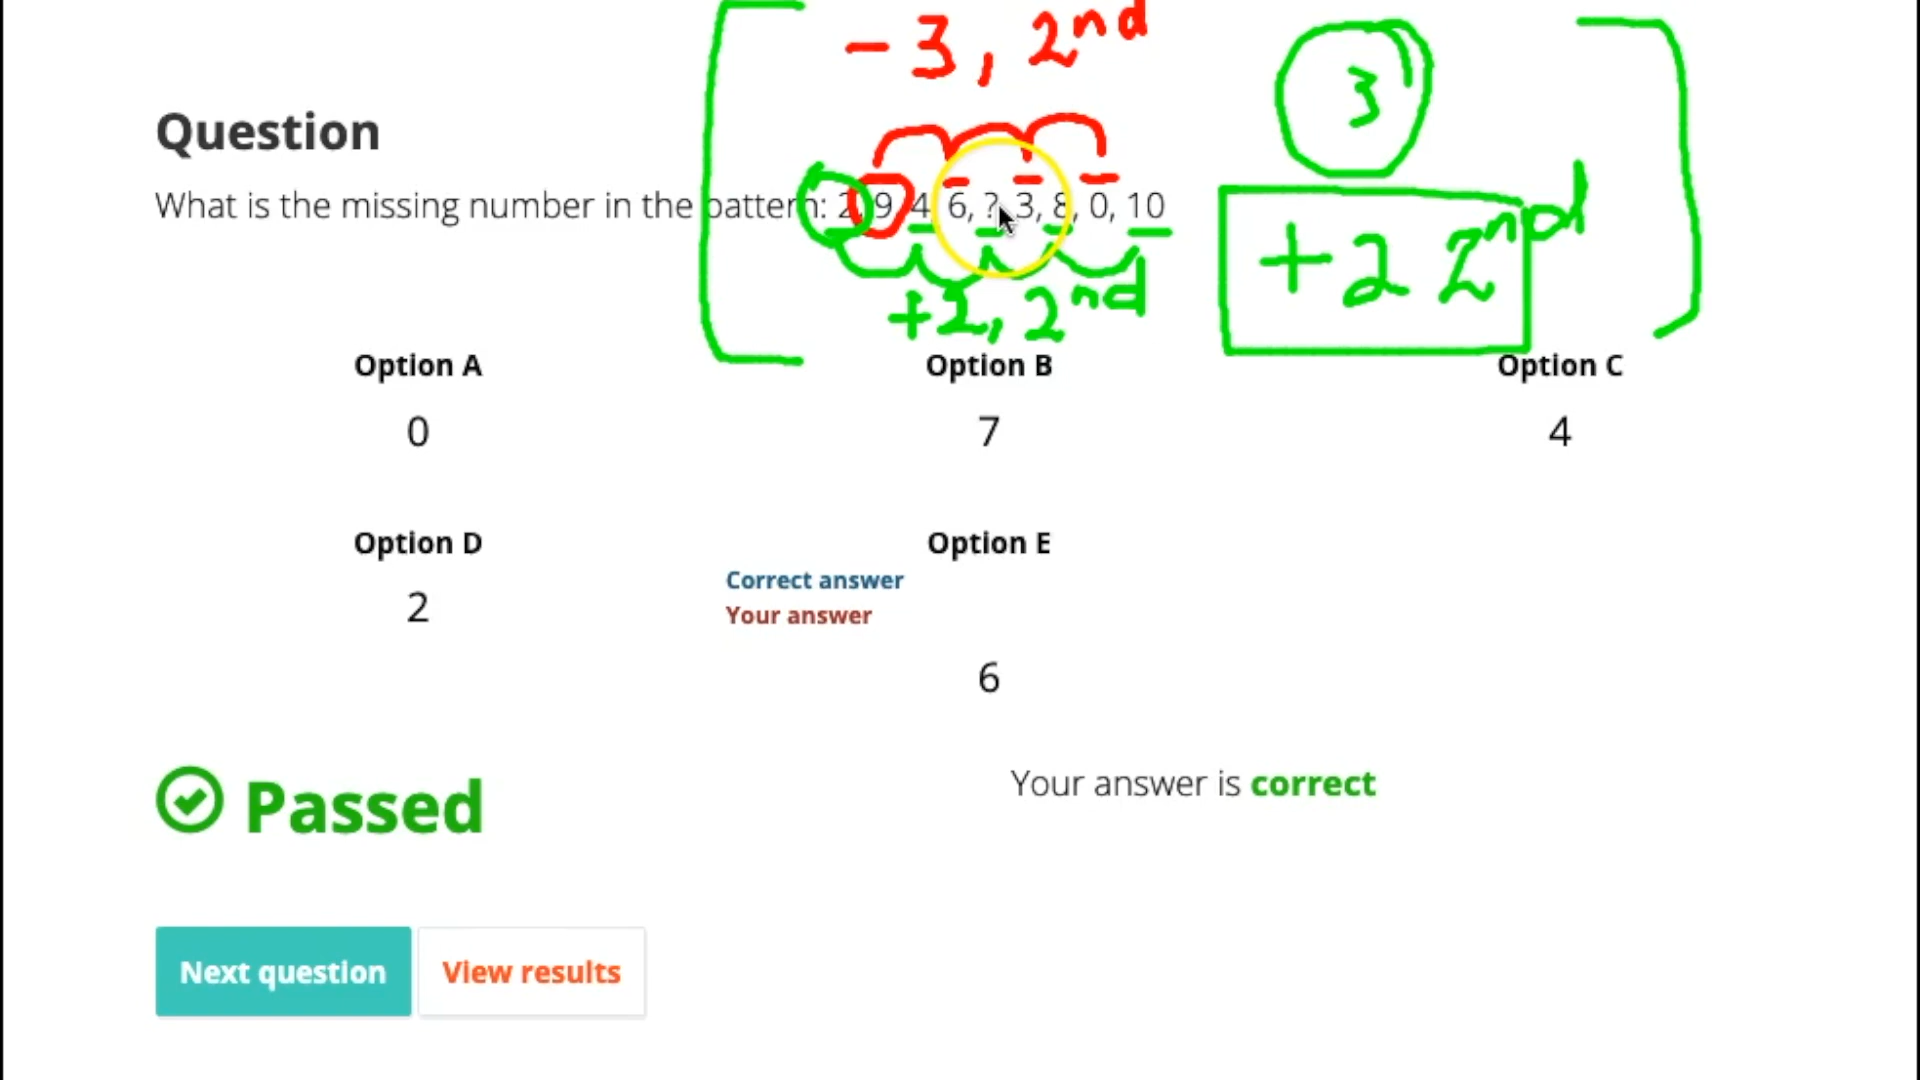 -3, 2nd
3
Question
What is the missing number in the pattern: 2, 9, 4, 6, ?, 3, 8, 0, 10
+2 2nd
+2, 2nd
Option A
Option B
Option C
0
7
4
Option D
Option E
Correct answer
Your answer
2
6
Passed
Your answer is correct
Next question
View results